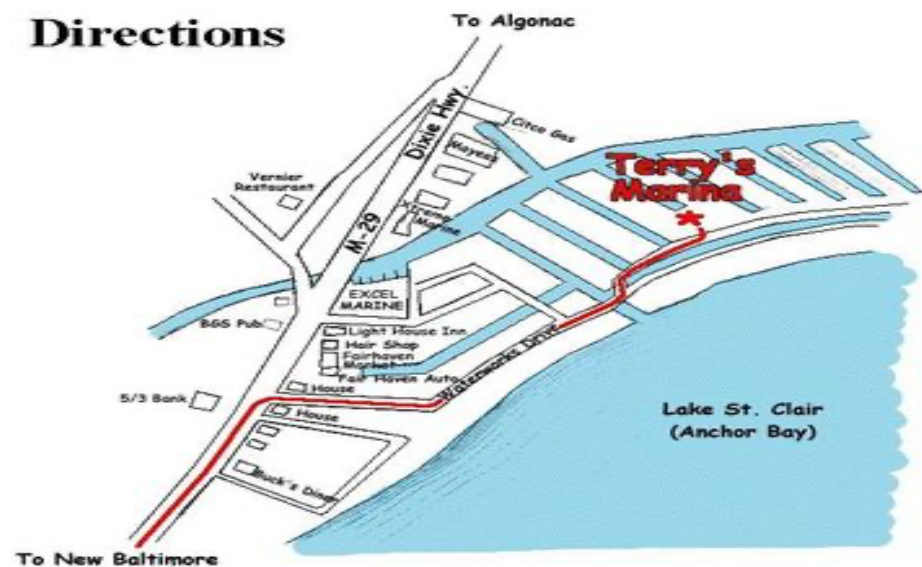 Directions
To Algonac
Dixie Hwy.
M-29
Citco Gas
Mayea's
Terry's
Marina
Vernier
Restaurant
Xtreme
Marine
EXCEL
MARINE
B&S Pub
Light House Inn
Hair Shop
Fairhaven
Market
Fair Haven Auto
House
Waterworks Drive
5/3 Bank
House
Lake St. Clair
(Anchor Bay)
Buck's Diner
To New Baltimore